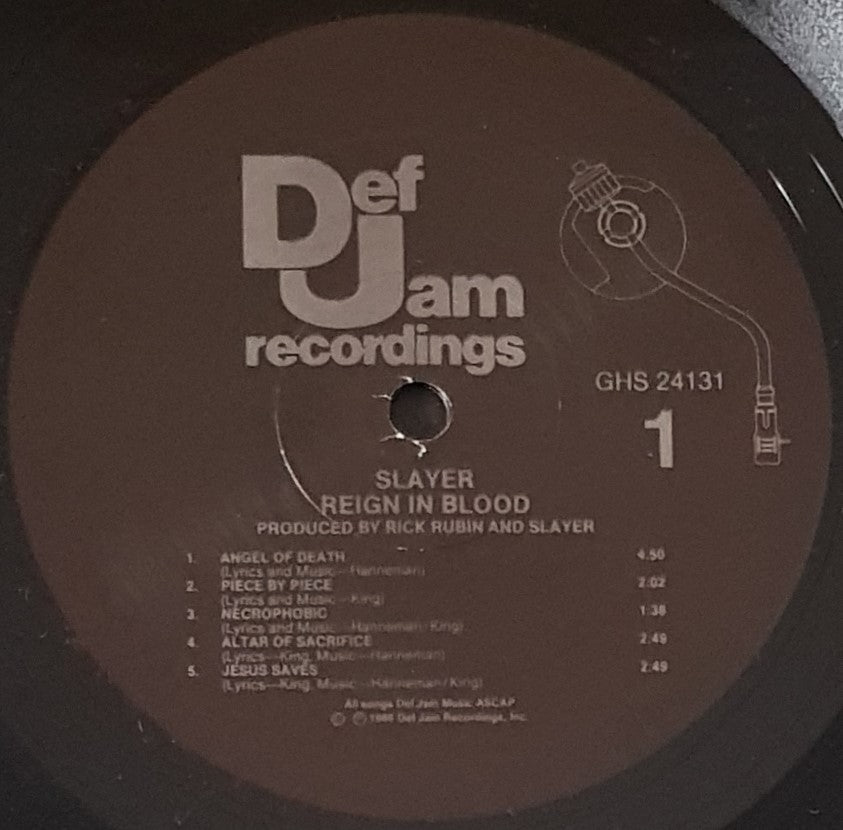 Def
Jam
recordings
GHS 24131
1
SLAYER
REIGN IN BLOOD
PRODUCED BY RICK RUBIN AND SLAYER
1. ANGEL OF DEATH 4:50
(Lyrics and Music—Hanneman)
2. PIECE BY PIECE 2:02
(Lyrics and Music—King)
3. NECROPHOBIC 1:38
(Lyrics and Music—Hanneman/King)
4. ALTAR OF SACRIFICE 2:49
(Lyrics—King, Music—Hanneman)
5. JESUS SAVES 2:49
(Lyrics—King, Music—Hanneman/King)
All songs Def Jam Music ASCAP
Ⓟ © 1986 Def Jam Recordings, Inc.